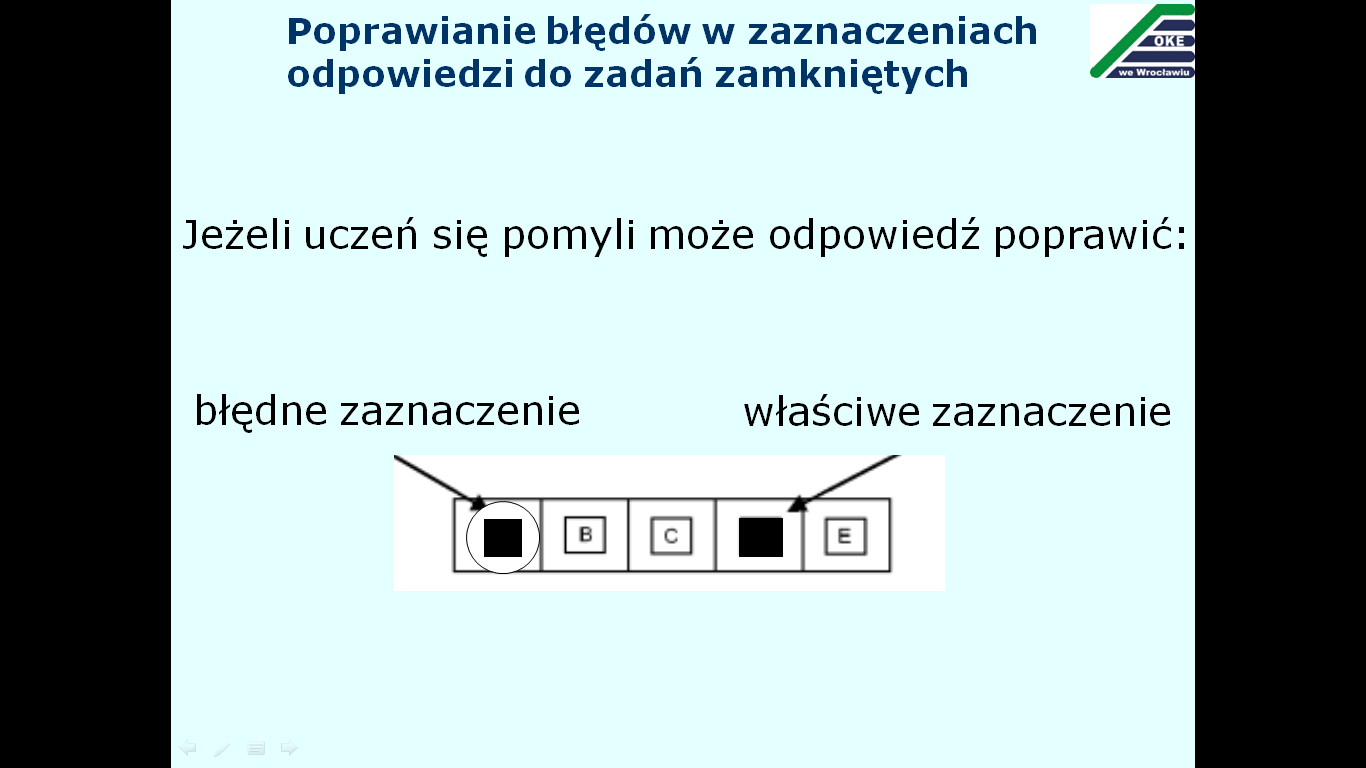 Poprawianie błędów w zaznaczeniach
odpowiedzi do zadań zamkniętych
OKE
we Wrocławiu
Jeżeli uczeń się pomyli może odpowiedź poprawić:
błędne zaznaczenie
właściwe zaznaczenie
B C E